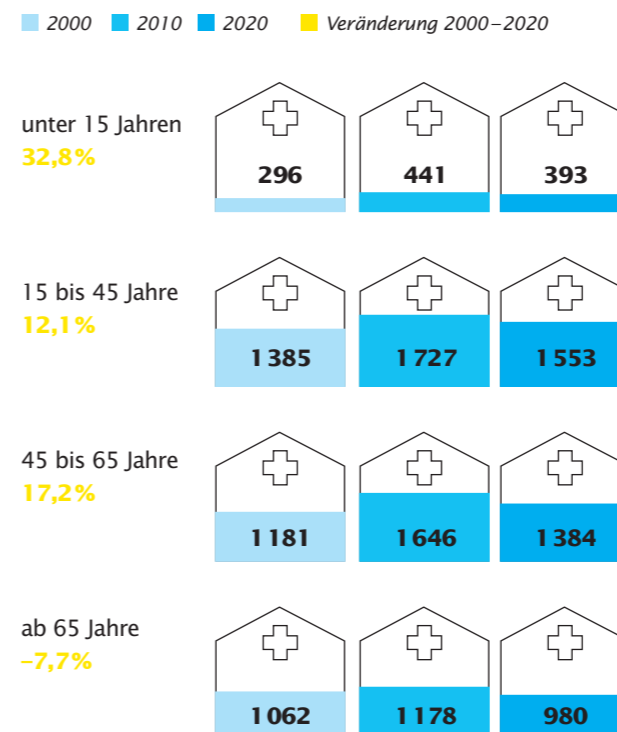 2000 2010 2020 Veränderung 2000–2020
unter 15 Jahren
32,8%
296 441 393
15 bis 45 Jahre
12,1%
1385 1727 1553
45 bis 65 Jahre
17,2%
1181 1646 1384
ab 65 Jahre
–7,7%
1062 1178 980